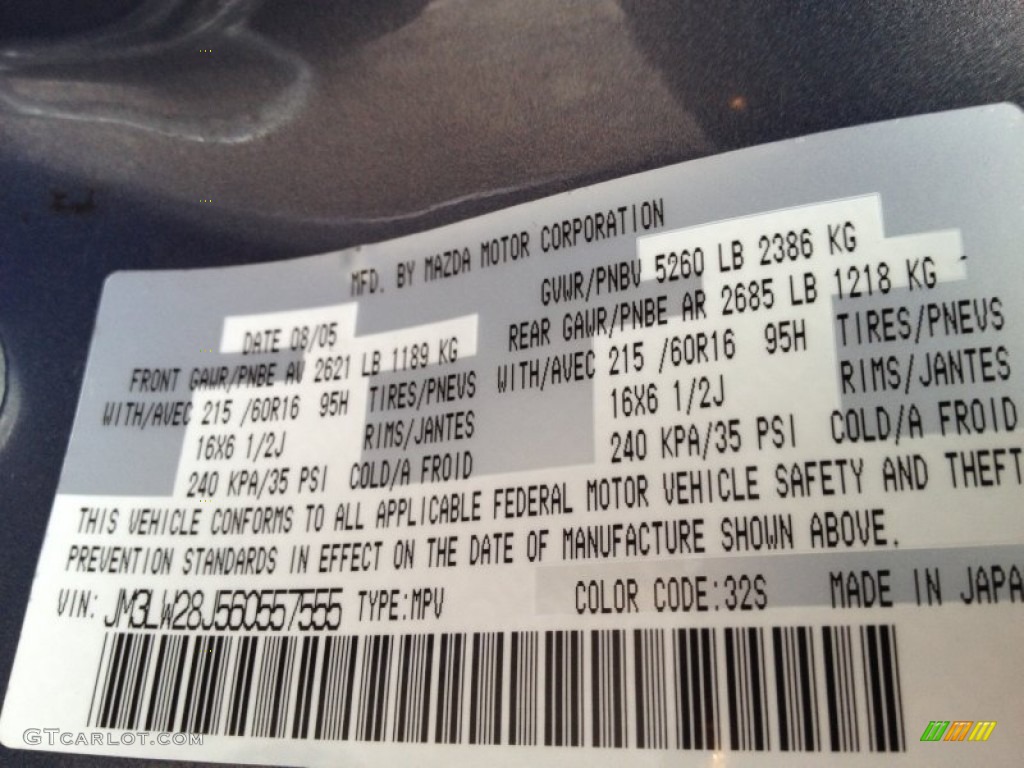 MFD. BY MAZDA MOTOR CORPORATION
DATE 08/05 GVWR/PNBV 5260 LB 2386 KG
FRONT GAWR/PNBE AV 2621 LB 1189 KG REAR GAWR/PNBE AR 2685 LB 1218 KG
WITH/AVEC 215 /60R16 95H TIRES/PNEVS WITH/AVEC 215 /60R16 95H TIRES/PNEVS
16X6 1/2J RIMS/JANTES 16X6 1/2J RIMS/JANTES
240 KPA/35 PSI COLD/A FROID 240 KPA/35 PSI COLD/A FROID
THIS VEHICLE CONFORMS TO ALL APPLICABLE FEDERAL MOTOR VEHICLE SAFETY AND THEFT
PREVENTION STANDARDS IN EFFECT ON THE DATE OF MANUFACTURE SHOWN ABOVE.
VIN: JM3LW28J560557555 TYPE:MPV COLOR CODE:32S MADE IN JAPA
GTCARLOT.COM